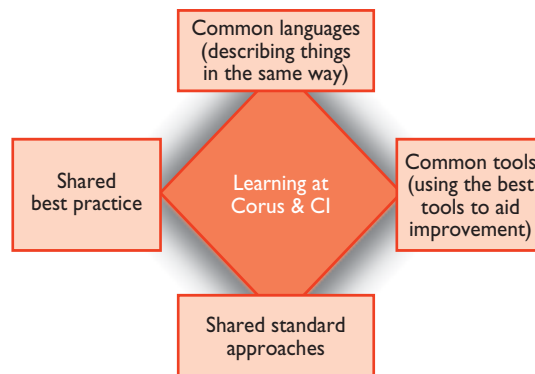 Common languages
(describing things
in the same way)
Shared
best practice
Learning at
Corus & CI
Common tools
(using the best
tools to aid
improvement)
Shared standard
approaches